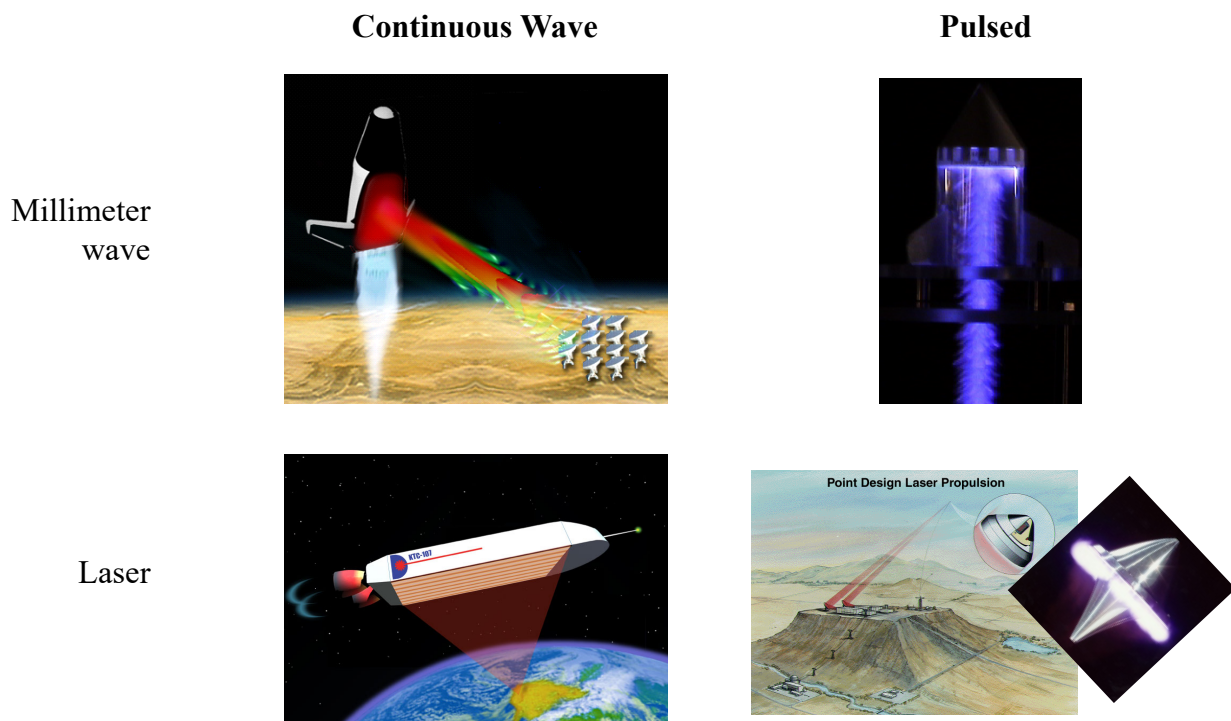 Continuous Wave
Pulsed
Millimeter
wave
Laser
KTC-107
Point Design Laser Propulsion